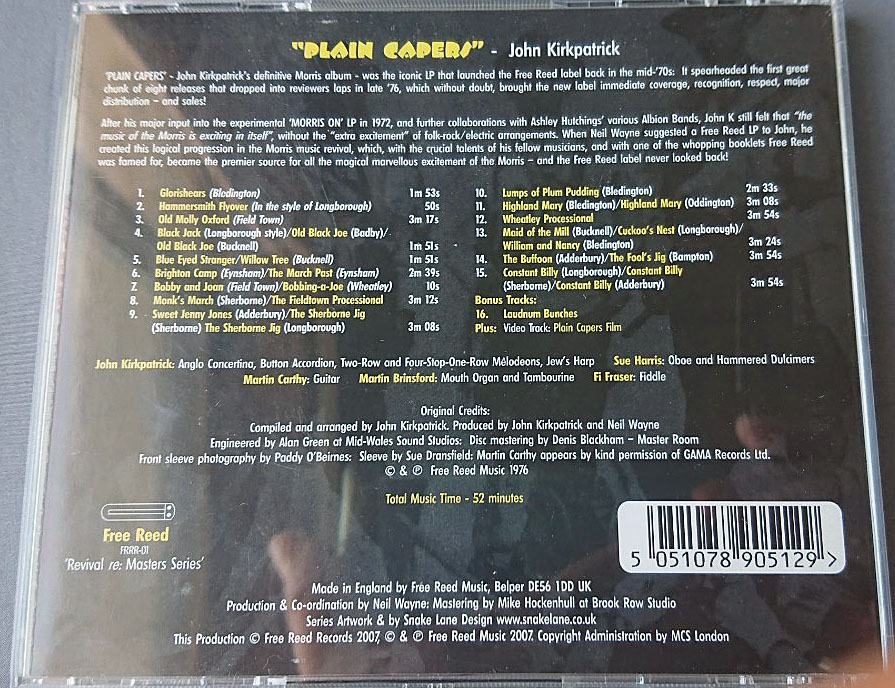 "PLAIN CAPERS" - John Kirkpatrick
'PLAIN CAPERS' - John Kirkpatrick's definitive Morris album - was the iconic LP that launched the Free Reed label back in the mid-'70s: It spearheaded the first great
chunk of eight releases that dropped into reviewers laps in late '76, which without doubt, brought the new label immediate coverage, recognition, respect, major
distribution – and sales!
After his major input into the experimental 'MORRIS ON' LP in 1972, and further collaborations with Ashley Hutchings' various Albion Bands, John K still felt that "the
music of the Morris is exciting in itself", without the "extra excitement" of folk-rock/electric arrangements. When Neil Wayne suggested a Free Reed LP to John, he
created this logical progression in the Morris music revival, which, with the crucial talents of his fellow musicians, and with one of the whopping booklets Free Reed
was famed for, became the premier source for all the magical marvellous excitement of the Morris – and the Free Reed label never looked back!
1. Glorishears (Bledington) 1m 53s
2. Hammersmith Flyover (In the style of Longborough) 50s
3. Old Molly Oxford (Field Town) 3m 17s
4. Black Jack (Longborough style)/Old Black Joe (Badby)/
Old Black Joe (Bucknell) 1m 51s
5. Blue Eyed Stranger/Willow Tree (Bucknell) 1m 51s
6. Brighton Camp (Eynsham)/The March Past (Eynsham) 2m 39s
7. Bobby and Joan (Field Town)/Bobbing-a-Joe (Wheatley) 10s
8. Monk's March (Sherborne)/The Fieldtown Processional 3m 12s
9. Sweet Jenny Jones (Adderbury)/The Sherborne Jig
(Sherborne) The Sherborne Jig (Longborough) 3m 08s
10. Lumps of Plum Pudding (Bledington) 2m 33s
11. Highland Mary (Bledington)/Highland Mary (Oddington) 3m 08s
12. Wheatley Processional 3m 54s
13. Maid of the Mill (Bucknell)/Cuckoo's Nest (Longborough)/
William and Nancy (Bledington) 3m 24s
14. The Buffoon (Adderbury)/The Fool's Jig (Bampton) 3m 54s
15. Constant Billy (Longborough)/Constant Billy
(Sherborne)/Constant Billy (Adderbury) 3m 54s
Bonus Tracks:
16. Laudnum Bunches
Plus: Video Track: Plain Capers Film
John Kirkpatrick: Anglo Concertina, Button Accordion, Two-Row and Four-Stop-One-Row Melodeons, Jew's Harp Sue Harris: Oboe and Hammered Dulcimers
Martin Carthy: Guitar Martin Brinsford: Mouth Organ and Tambourine Fi Fraser: Fiddle
Original Credits:
Compiled and arranged by John Kirkpatrick. Produced by John Kirkpatrick and Neil Wayne
Engineered by Alan Green at Mid-Wales Sound Studios: Disc mastering by Denis Blackham – Master Room
Front sleeve photography by Paddy O'Beirnes: Sleeve by Sue Dransfield: Martin Carthy appears by kind permission of GAMA Records Ltd.
© & ℗ Free Reed Music 1976
Total Music Time - 52 minutes
Free Reed
FRRR-01
'Revival re: Masters Series'
5 051078 905129 >
Made in England by Free Reed Music, Belper DE56 1DD UK
Production & Co-ordination by Neil Wayne: Mastering by Mike Hockenhull at Brook Row Studio
Series Artwork & by Snake Lane Design www.snakelane.co.uk
This Production © Free Reed Records 2007, © & ℗ Free Reed Music 2007. Copyright Administration by MCS London